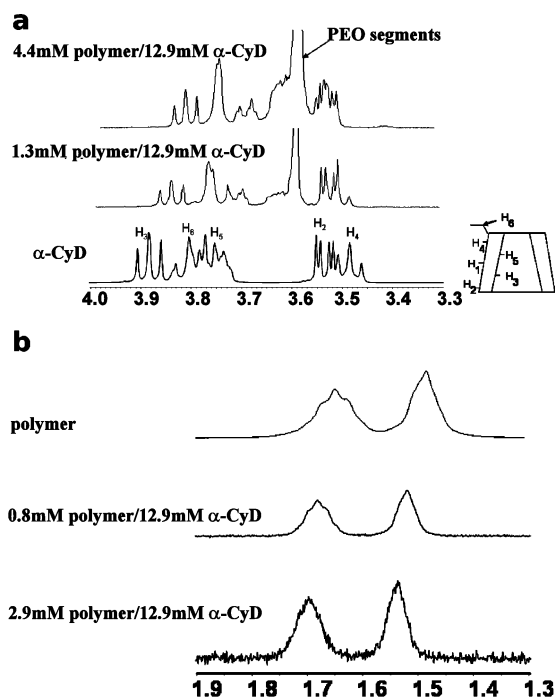 a
4.4mM polymer/12.9mM α-CyD
PEO segments
1.3mM polymer/12.9mM α-CyD
α-CyD
H3
H6
H5
H2
H4
H6
H4
H5
H1
H3
H2
4.0 3.9 3.8 3.7 3.6 3.5 3.4 3.3
b
polymer
0.8mM polymer/12.9mM α-CyD
2.9mM polymer/12.9mM α-CyD
1.9 1.8 1.7 1.6 1.5 1.4 1.3